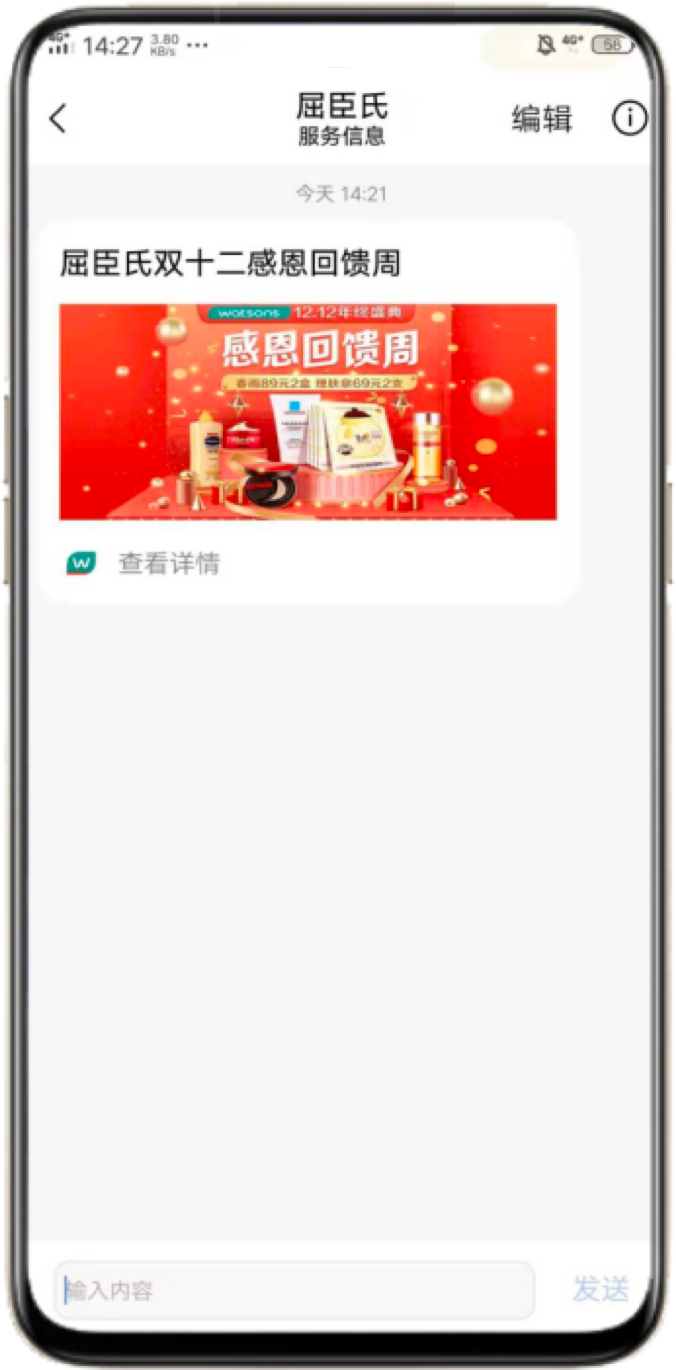 4G+ 14:27 3.80 KB/s ··· 4G+ 58
屈臣氏
服务信息
编辑
今天 14:21
屈臣氏双十二感恩回馈周
watsons 12.12年终盛典
感恩回馈周
春雨89元2盒 理肤泉69元2支
W 查看详情
输入内容
发送